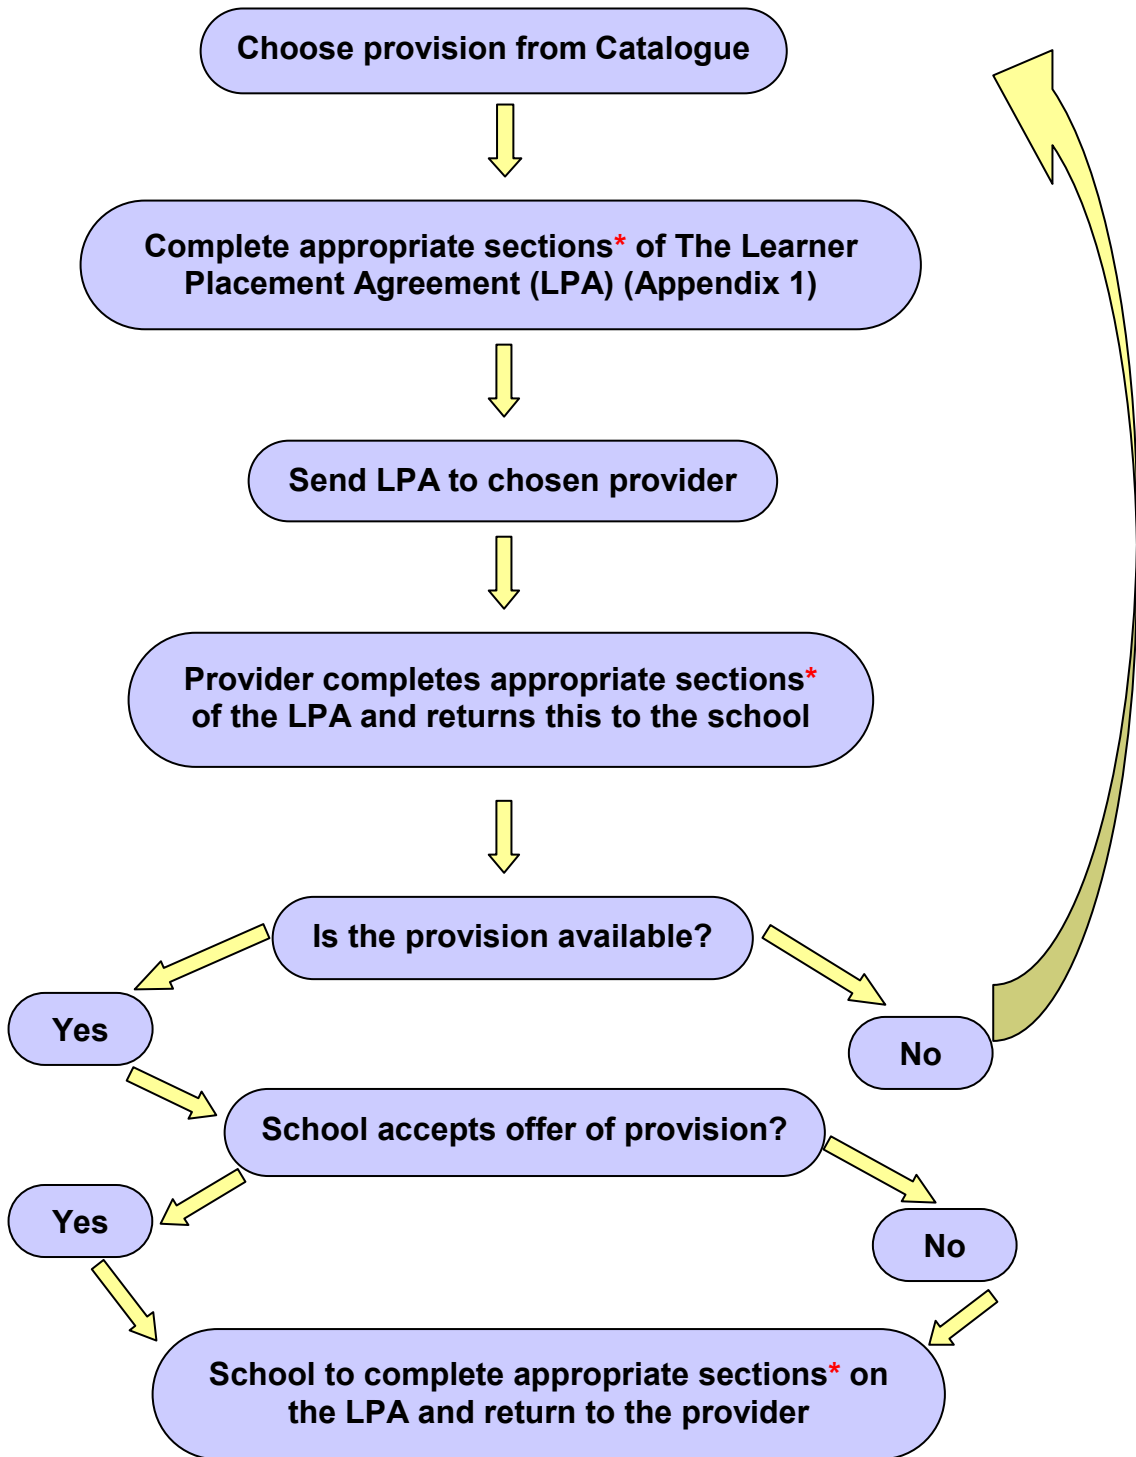 Choose provision from Catalogue
Complete appropriate sections* of The Learner
Placement Agreement (LPA) (Appendix 1)
Send LPA to chosen provider
Provider completes appropriate sections*
of the LPA and returns this to the school
Is the provision available?
Yes
No
School accepts offer of provision?
Yes
No
School to complete appropriate sections* on
the LPA and return to the provider